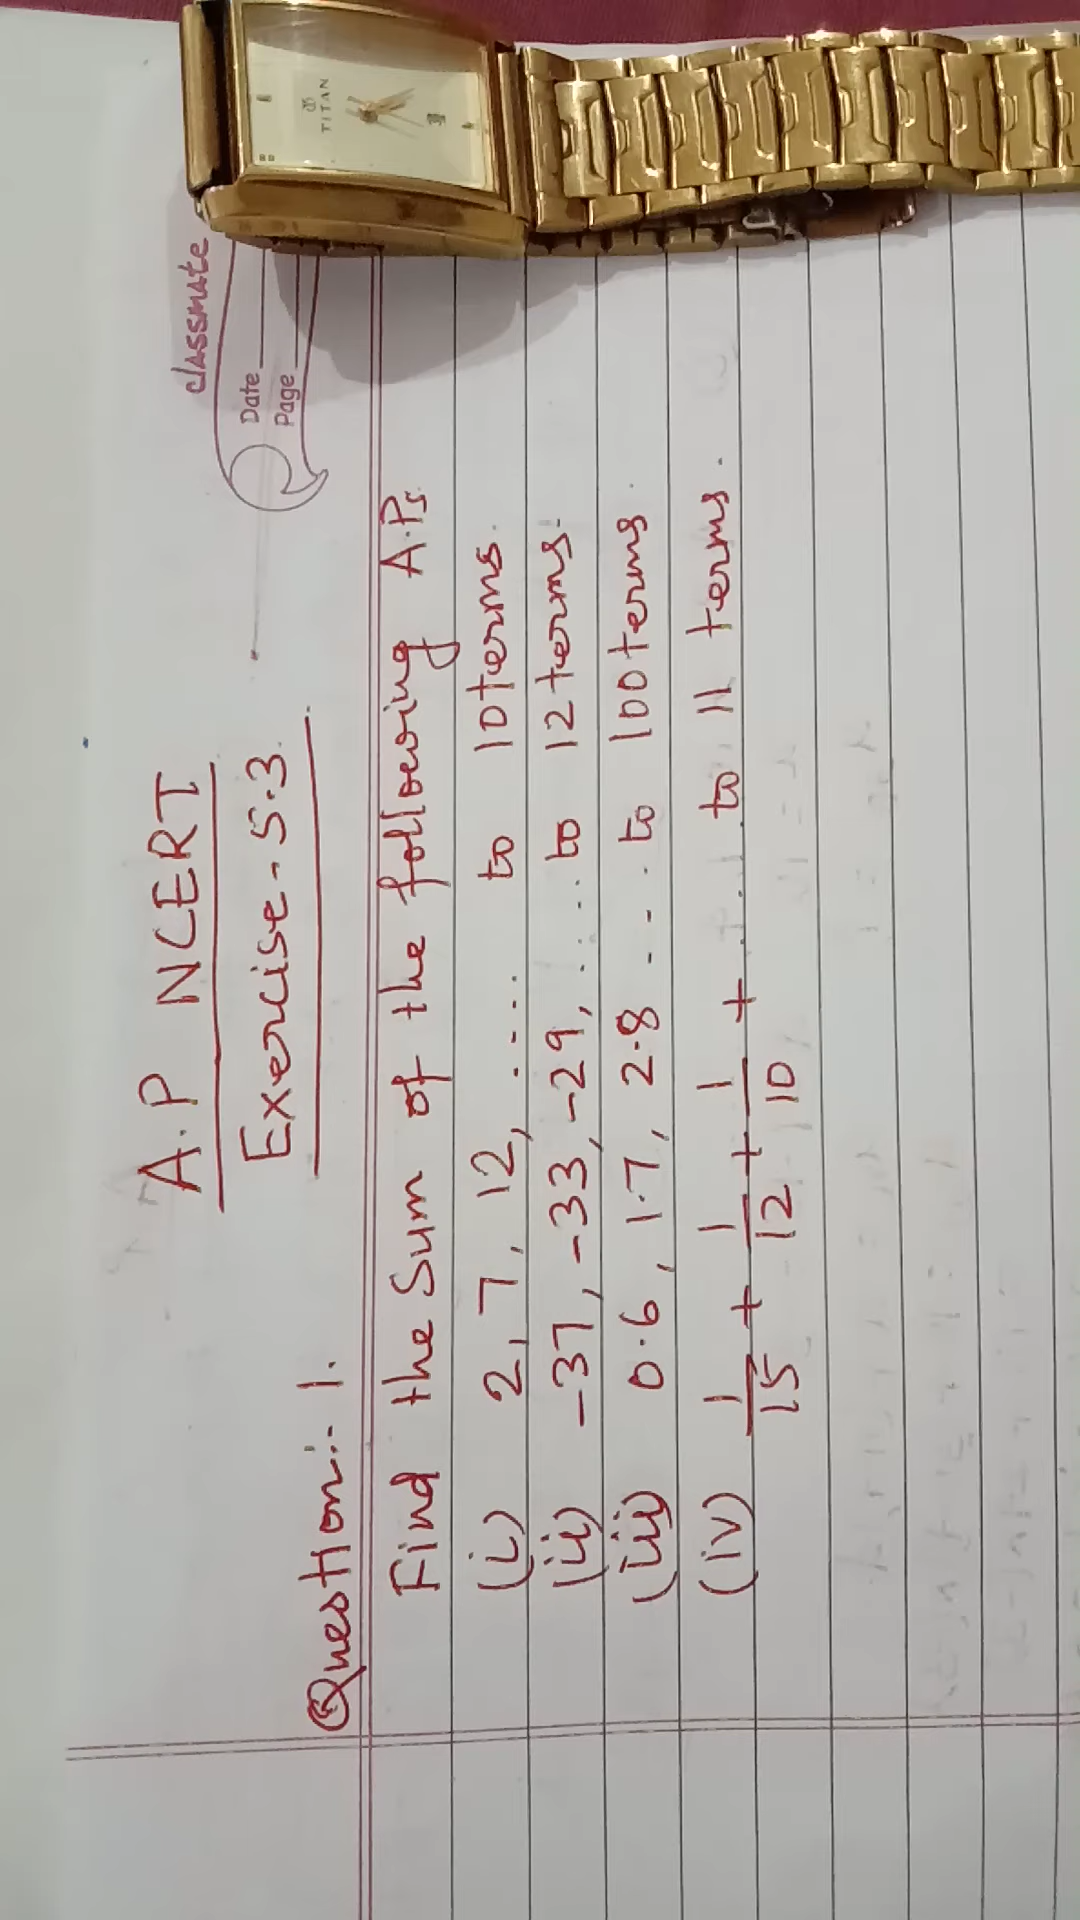 TITAN
classmate
Date
Page
A.P NCERT
Exercise - 5.3.
Question:- 1.
Find the Sum of the following A.Ps
(i) 2, 7, 12, ..... to 10 terms.
(ii) -37, -33, -29, ..... to 12 terms.
(iii) 0.6, 1.7, 2.8 --- to 100 terms.
(iv) 1/15 + 1/12 + 1/10 + .... to 11 terms.